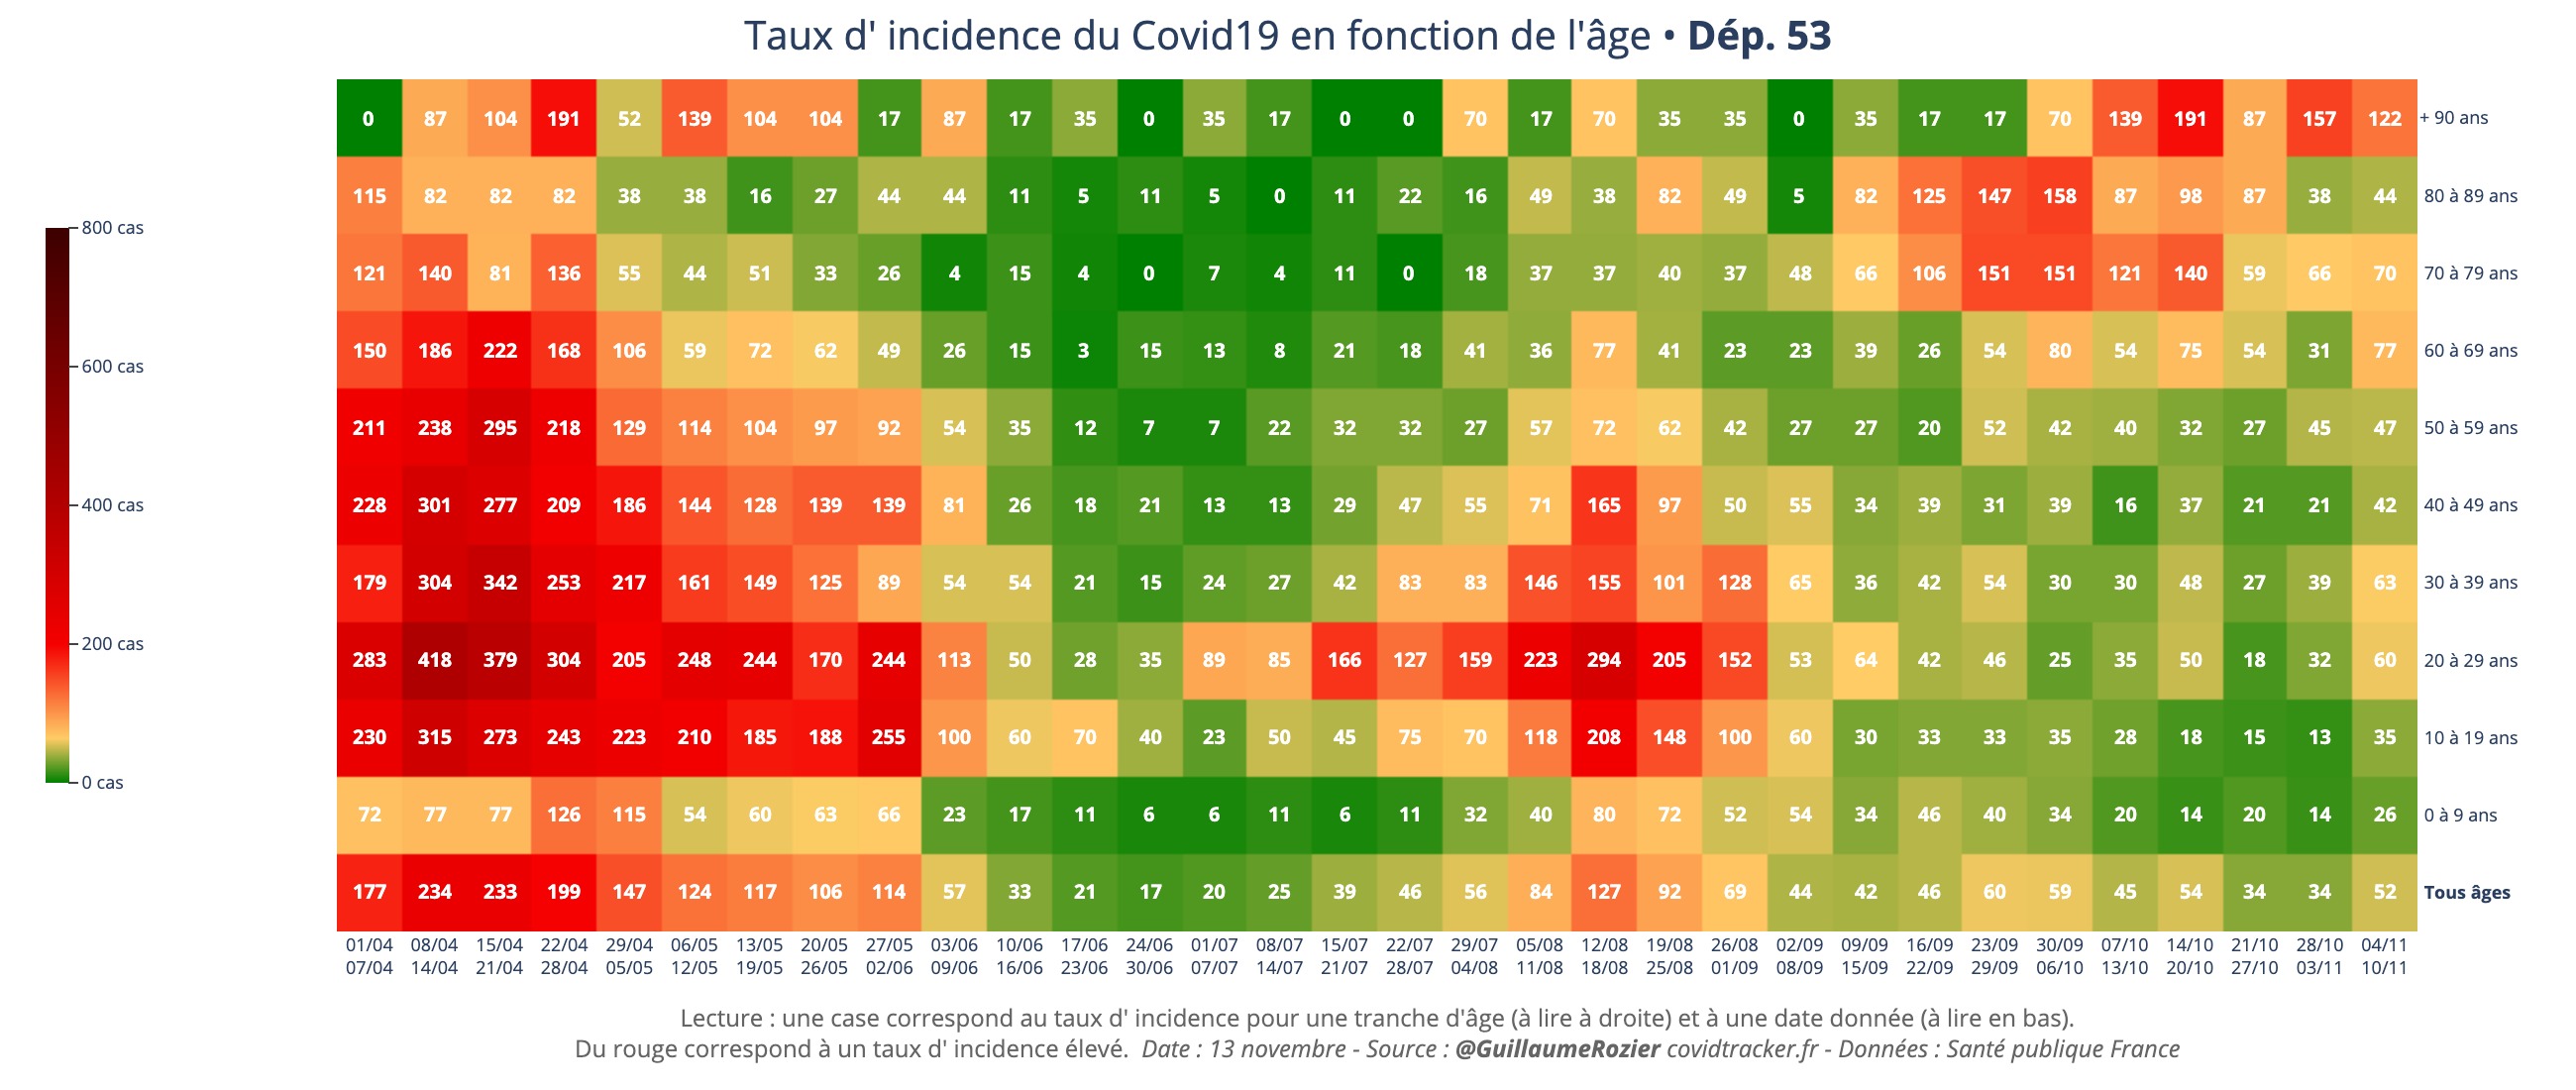 Taux d' incidence du Covid19 en fonction de l'âge • Dép. 53
800 cas
600 cas
400 cas
200 cas
0 cas
0 87 104 191 52 139 104 104 17 87 17 35 0 35 17 0 0 70 17 70 35 35 0 35 17 17 70 139 191 87 157 122 + 90 ans
115 82 82 82 38 38 16 27 44 44 11 5 11 5 0 11 22 16 49 38 82 49 5 82 125 147 158 87 98 87 38 44 80 à 89 ans
121 140 81 136 55 44 51 33 26 4 15 4 0 7 4 11 0 18 37 37 40 37 48 66 106 151 151 121 140 59 66 70 70 à 79 ans
150 186 222 168 106 59 72 62 49 26 15 3 15 13 8 21 18 41 36 77 41 23 23 39 26 54 80 54 75 54 31 77 60 à 69 ans
211 238 295 218 129 114 104 97 92 54 35 12 7 7 22 32 32 27 57 72 62 42 27 27 20 52 42 40 32 27 45 47 50 à 59 ans
228 301 277 209 186 144 128 139 139 81 26 18 21 13 13 29 47 55 71 165 97 50 55 34 39 31 39 16 37 21 21 42 40 à 49 ans
179 304 342 253 217 161 149 125 89 54 54 21 15 24 27 42 83 83 146 155 101 128 65 36 42 54 30 30 48 27 39 63 30 à 39 ans
283 418 379 304 205 248 244 170 244 113 50 28 35 89 85 166 127 159 223 294 205 152 53 64 42 46 25 35 50 18 32 60 20 à 29 ans
230 315 273 243 223 210 185 188 255 100 60 70 40 23 50 45 75 70 118 208 148 100 60 30 33 33 35 28 18 15 13 35 10 à 19 ans
72 77 77 126 115 54 60 63 66 23 17 11 6 6 11 6 11 32 40 80 72 52 54 34 46 40 34 20 14 20 14 26 0 à 9 ans
177 234 233 199 147 124 117 106 114 57 33 21 17 20 25 39 46 56 84 127 92 69 44 42 46 60 59 45 54 34 34 52 Tous âges
01/04 08/04 15/04 22/04 29/04 06/05 13/05 20/05 27/05 03/06 10/06 17/06 24/06 01/07 08/07 15/07 22/07 29/07 05/08 12/08 19/08 26/08 02/09 09/09 16/09 23/09 30/09 07/10 14/10 21/10 28/10 04/11
07/04 14/04 21/04 28/04 05/05 12/05 19/05 26/05 02/06 09/06 16/06 23/06 30/06 07/07 14/07 21/07 28/07 04/08 11/08 18/08 25/08 01/09 08/09 15/09 22/09 29/09 06/10 13/10 20/10 27/10 03/11 10/11
Lecture : une case correspond au taux d' incidence pour une tranche d'âge (à lire à droite) et à une date donnée (à lire en bas).
Du rouge correspond à un taux d' incidence élevé. Date : 13 novembre - Source : @GuillaumeRozier covidtracker.fr - Données : Santé publique France